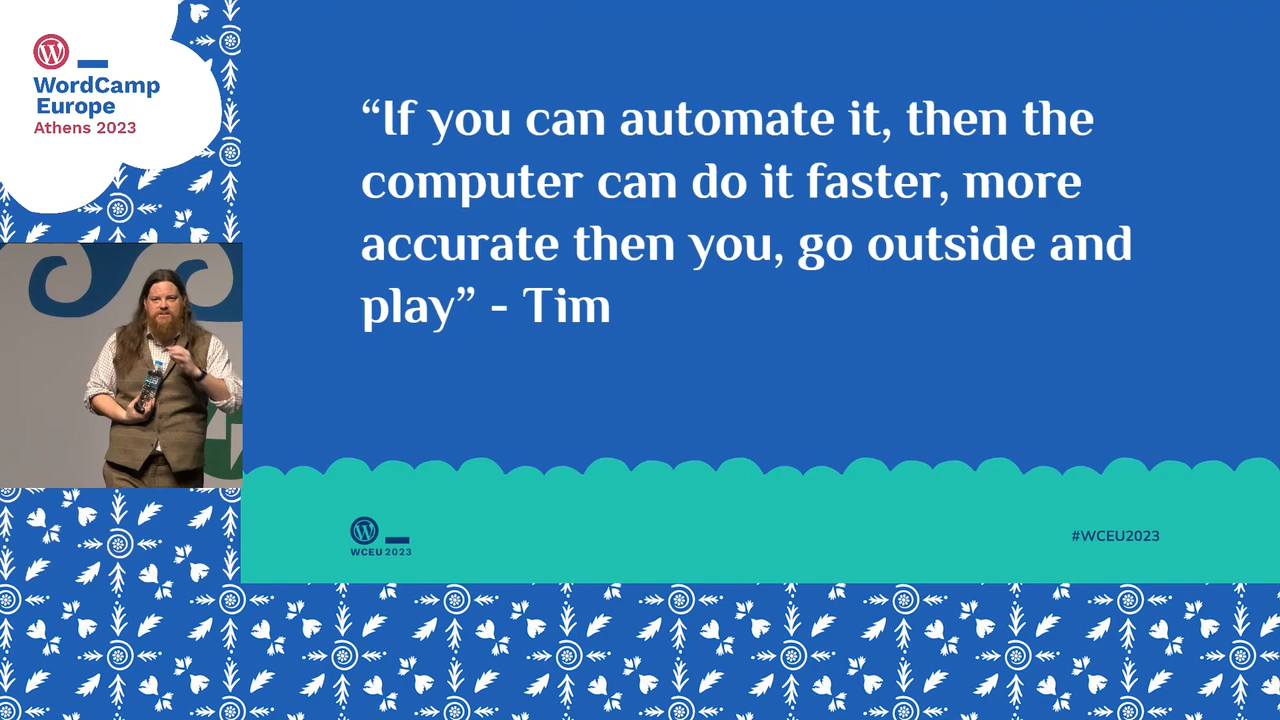 WordCamp
Europe
Athens 2023
“If you can automate it, then the
computer can do it faster, more
accurate then you, go outside and
play” - Tim
WCEU 2023
#WCEU2023